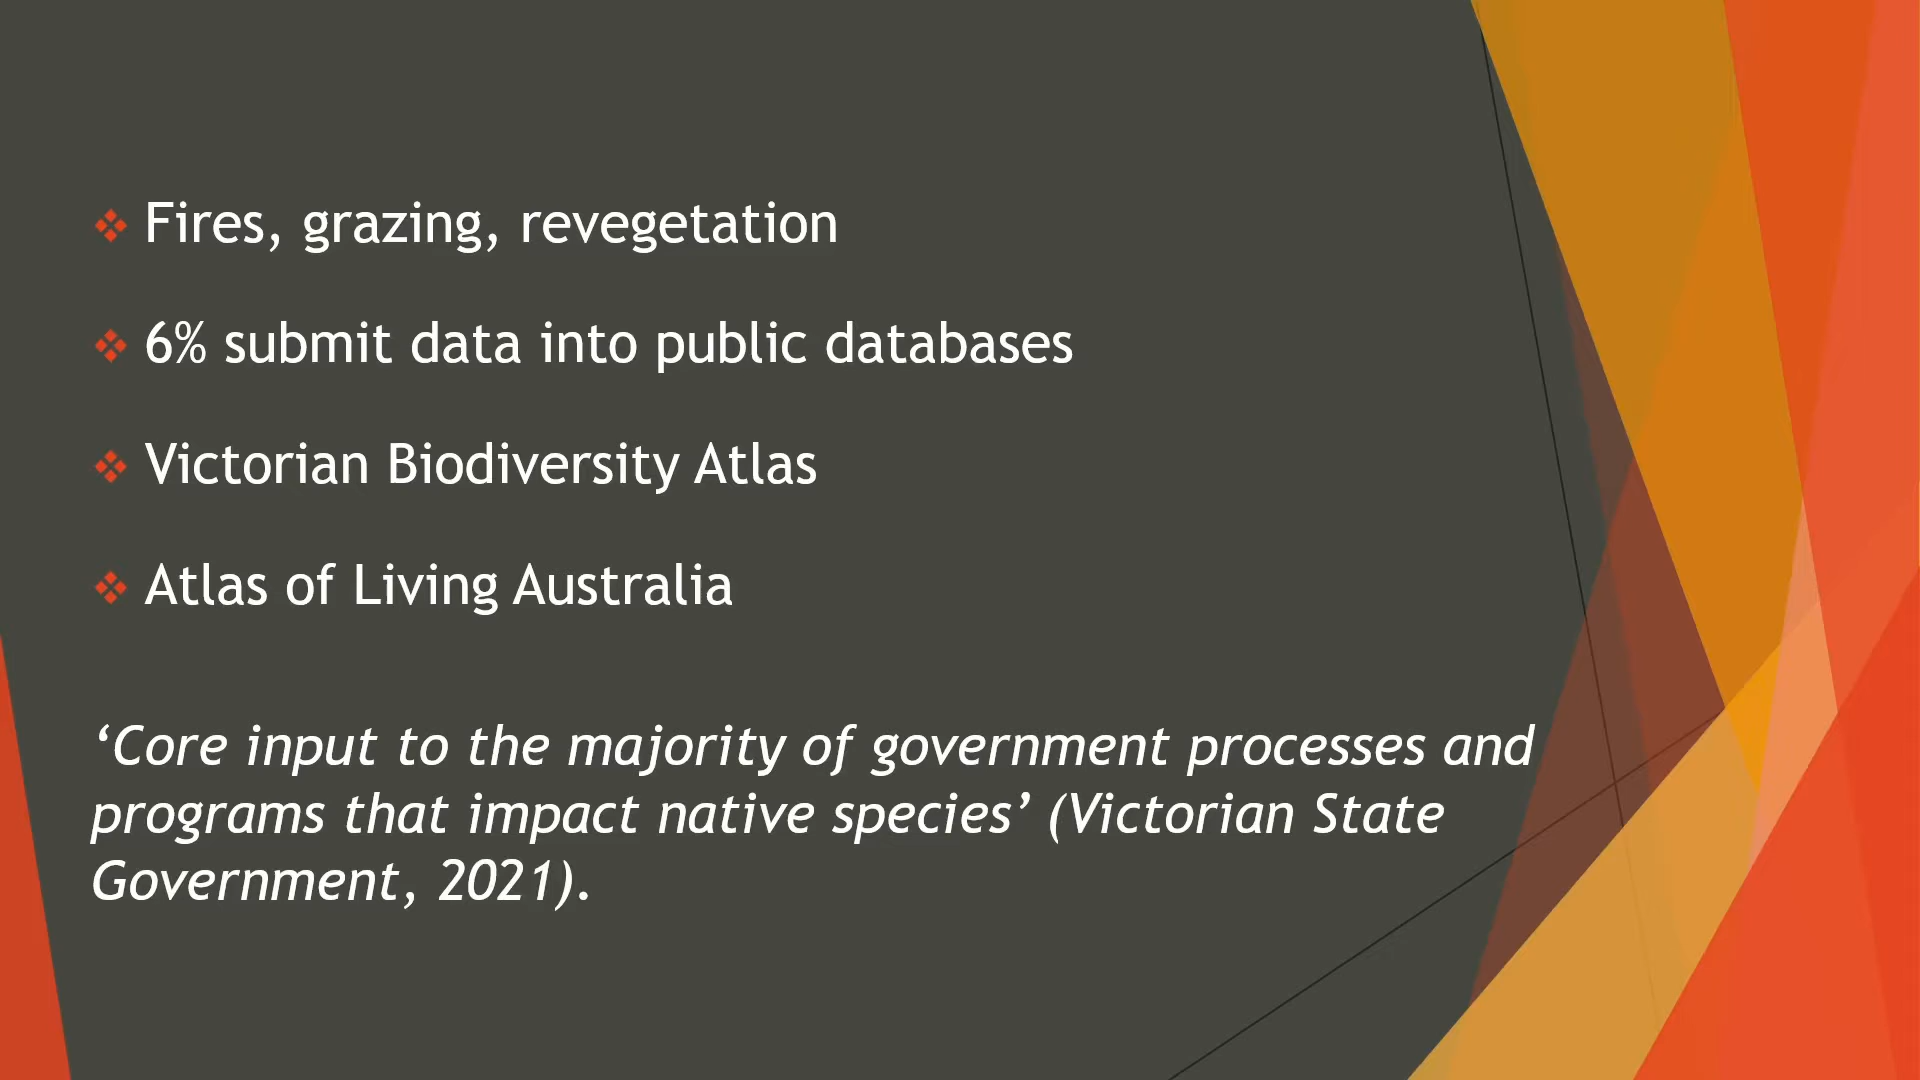 Fires, grazing, revegetation
6% submit data into public databases
Victorian Biodiversity Atlas
Atlas of Living Australia
‘Core input to the majority of government processes and
programs that impact native species’ (Victorian State
Government, 2021).